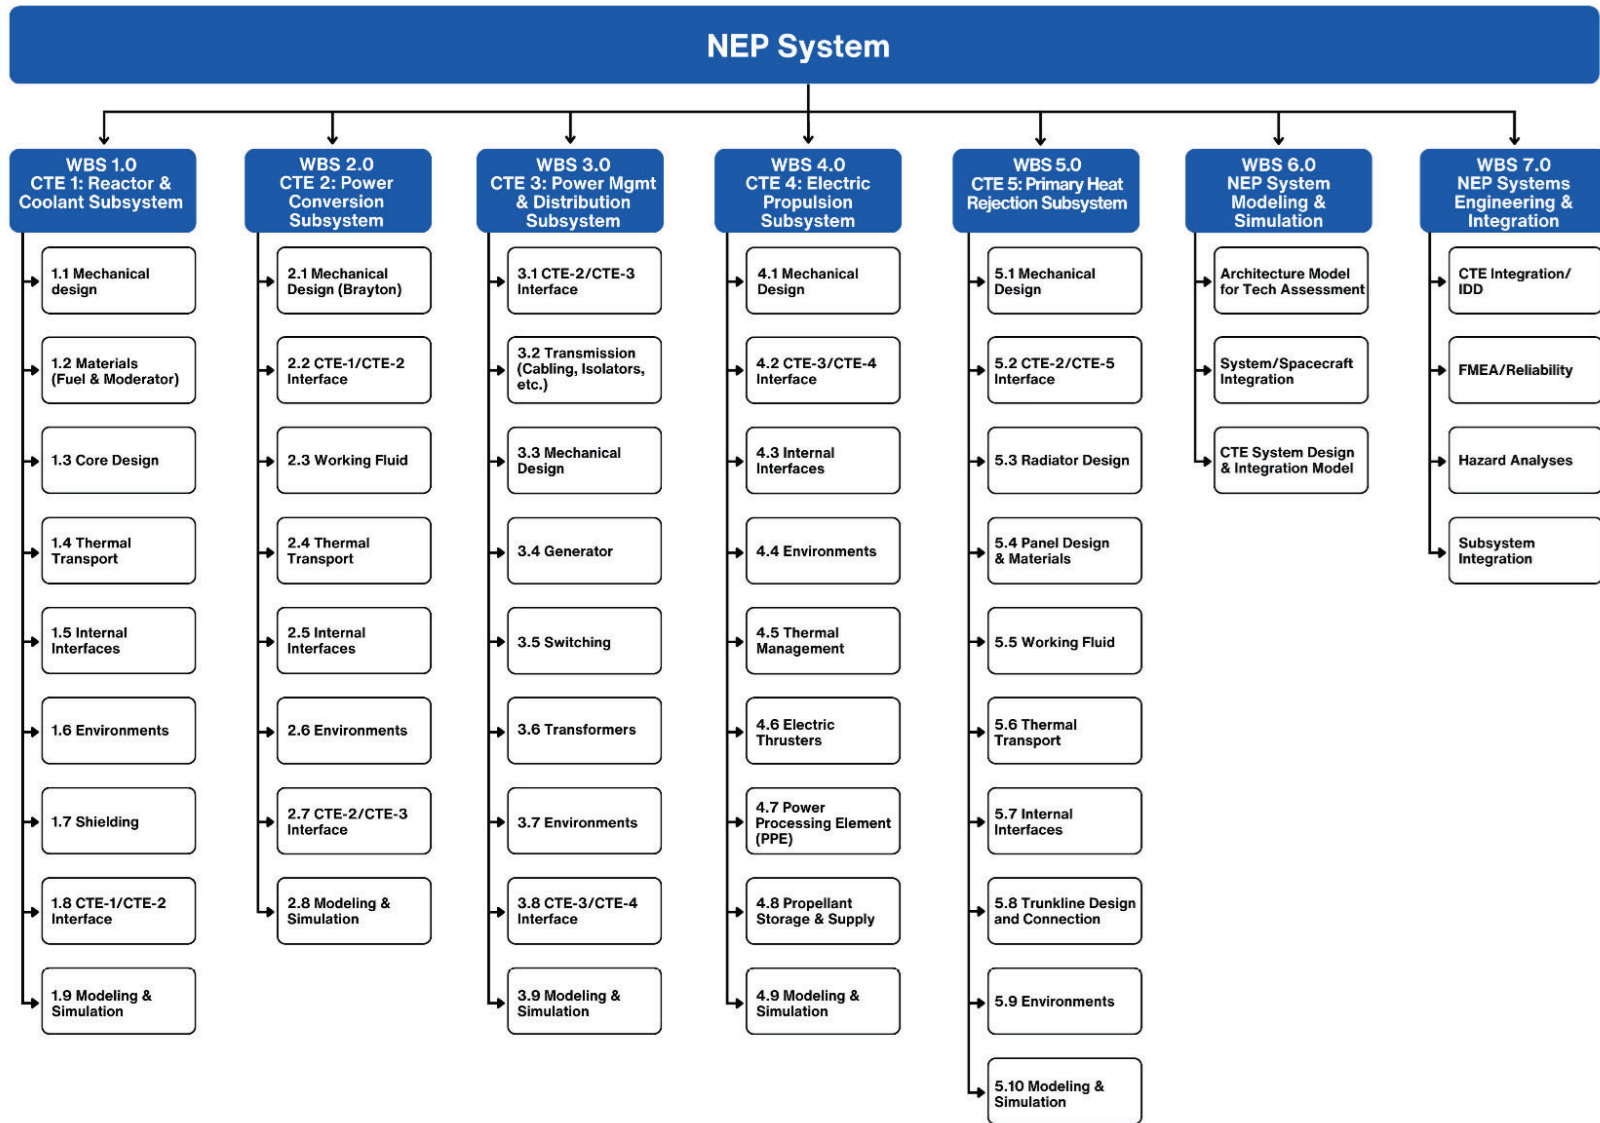 NEP System
WBS 1.0
CTE 1: Reactor &
Coolant Subsystem
1.1 Mechanical
design
1.2 Materials
(Fuel & Moderator)
1.3 Core Design
1.4 Thermal
Transport
1.5 Internal
Interfaces
1.6 Environments
1.7 Shielding
1.8 CTE-1/CTE-2
Interface
1.9 Modeling &
Simulation
WBS 2.0
CTE 2: Power
Conversion
Subsystem
2.1 Mechanical
Design (Brayton)
2.2 CTE-1/CTE-2
Interface
2.3 Working Fluid
2.4 Thermal
Transport
2.5 Internal
Interfaces
2.6 Environments
2.7 CTE-2/CTE-3
Interface
2.8 Modeling &
Simulation
WBS 3.0
CTE 3: Power Mgmt
& Distribution
Subsystem
3.1 CTE-2/CTE-3
Interface
3.2 Transmission
(Cabling, Isolators,
etc.)
3.3 Mechanical
Design
3.4 Generator
3.5 Switching
3.6 Transformers
3.7 Environments
3.8 CTE-3/CTE-4
Interface
3.9 Modeling &
Simulation
WBS 4.0
CTE 4: Electric
Propulsion
Subsystem
4.1 Mechanical
Design
4.2 CTE-3/CTE-4
Interface
4.3 Internal
Interfaces
4.4 Environments
4.5 Thermal
Management
4.6 Electric
Thrusters
4.7 Power
Processing Element
(PPE)
4.8 Propellant
Storage & Supply
4.9 Modeling &
Simulation
WBS 5.0
CTE 5: Primary Heat
Rejection Subsystem
5.1 Mechanical
Design
5.2 CTE-2/CTE-5
Interface
5.3 Radiator Design
5.4 Panel Design
& Materials
5.5 Working Fluid
5.6 Thermal
Transport
5.7 Internal
Interfaces
5.8 Trunkline Design
and Connection
5.9 Environments
5.10 Modeling &
Simulation
WBS 6.0
NEP System
Modeling &
Simulation
Architecture Model
for Tech Assessment
System/Spacecraft
Integration
CTE System Design
& Integration Model
WBS 7.0
NEP Systems
Engineering &
Integration
CTE Integration/
IDD
FMEA/Reliability
Hazard Analyses
Subsystem
Integration